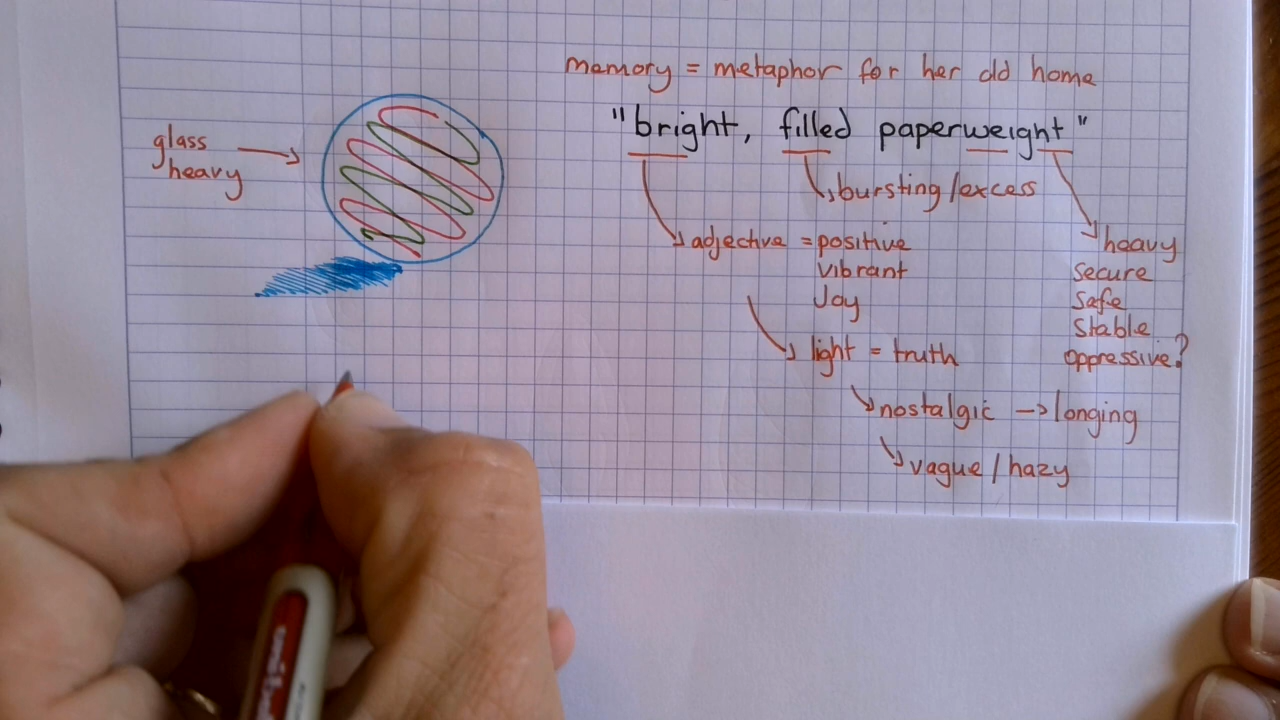 memory = metaphor for her old home
"bright, filled paperweight"
glass
heavy
bursting/excess
adjective = positive
vibrant
Joy
heavy
secure
safe
stable
oppressive?
light = truth
nostalgic → longing
vague/hazy